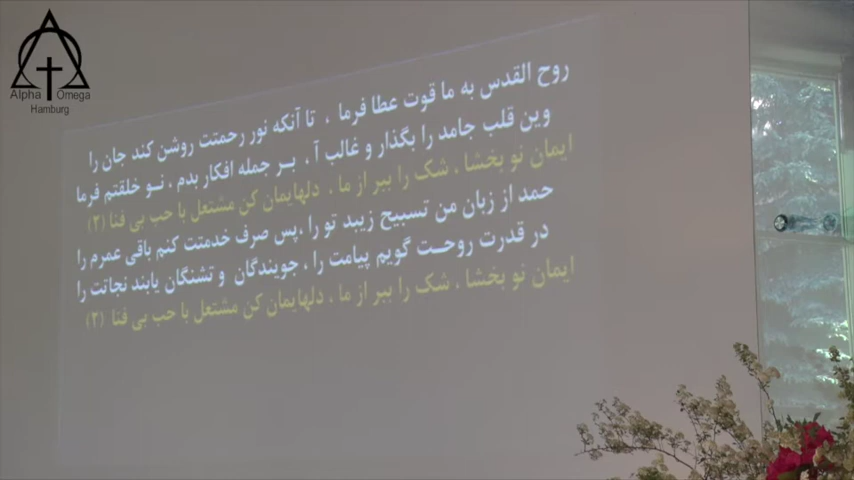 Alpha Omega
Hamburg
روح القدس به ما قوت عطا فرما ، تا آنکه نور رحمتت روشن کند جان را
وین قلب جامد را بگذار و غالب آ ، بـر جمله افکار بدم ، نـو خلقتم فرما
ایمان نو بخشا ، شک را ببر از ما ، دلهایمان کن مشتعل با حب بی فنا (۲)
حمد از زبان من تسبیح زیبد تو را ،پس صرف خدمتت کنم باقی عمرم را
در قدرت روحـت گویم پیامت را ، جویندگان و تشنگان یابند نجاتت را
ایمان نو بخشا ، شک را ببر از ما ، دلهایمان کن مشتعل با حب بی فنا (۲)